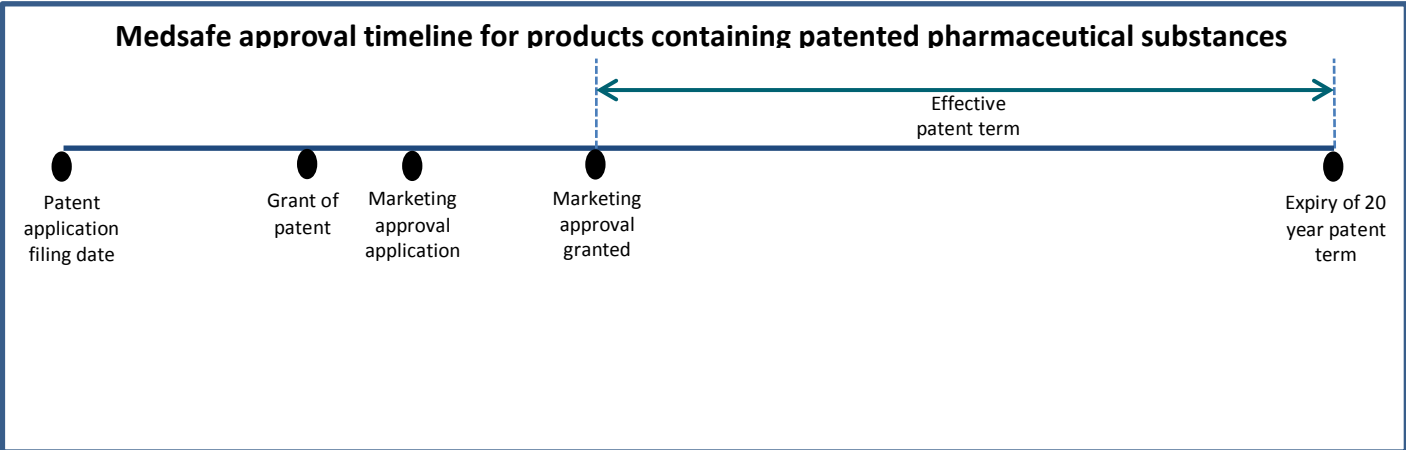 Medsafe approval timeline for products containing patented pharmaceutical substances
Effective
patent term
Patent
application
filing date
Grant of
patent
Marketing
approval
application
Marketing
approval
granted
Expiry of 20
year patent
term